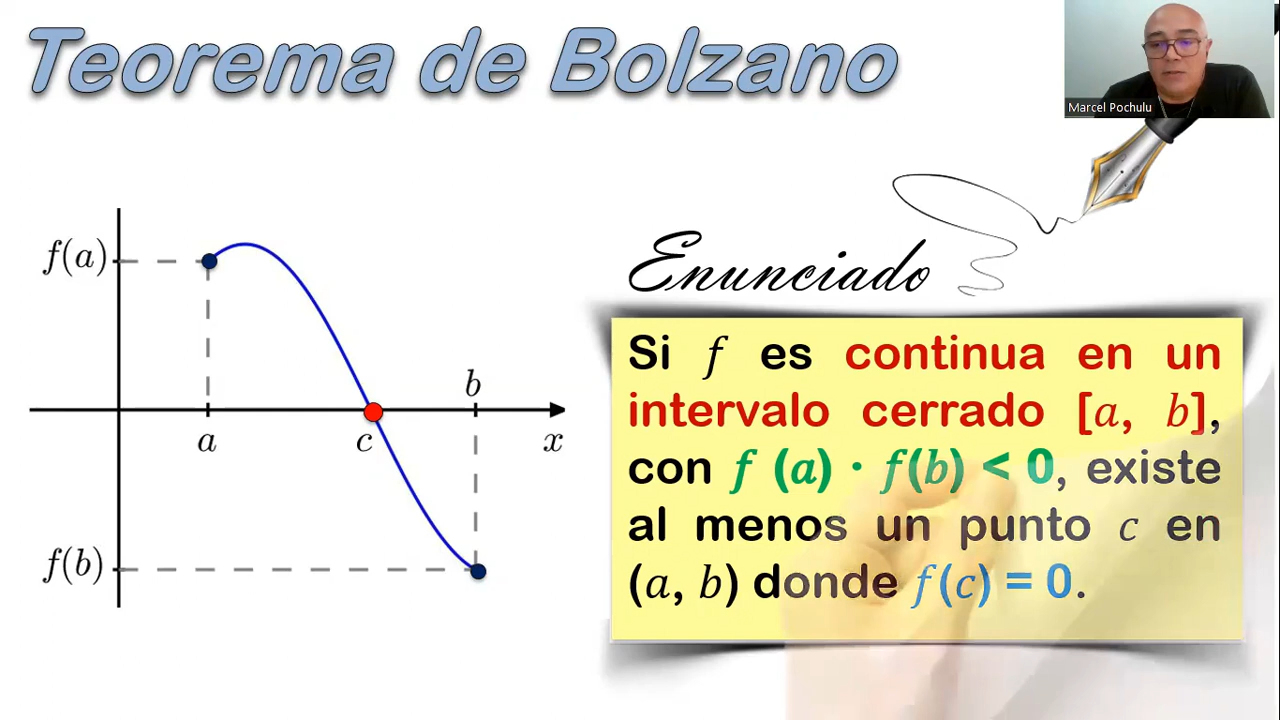 Teorema de Bolzano
Marcel Pochulu
f(a)
b
a
c
x
f(b)
Enunciado
Si f es continua en un
intervalo cerrado [a, b],
con f (a) · f(b) < 0, existe
al menos un punto c en
(a, b) donde f(c) = 0.